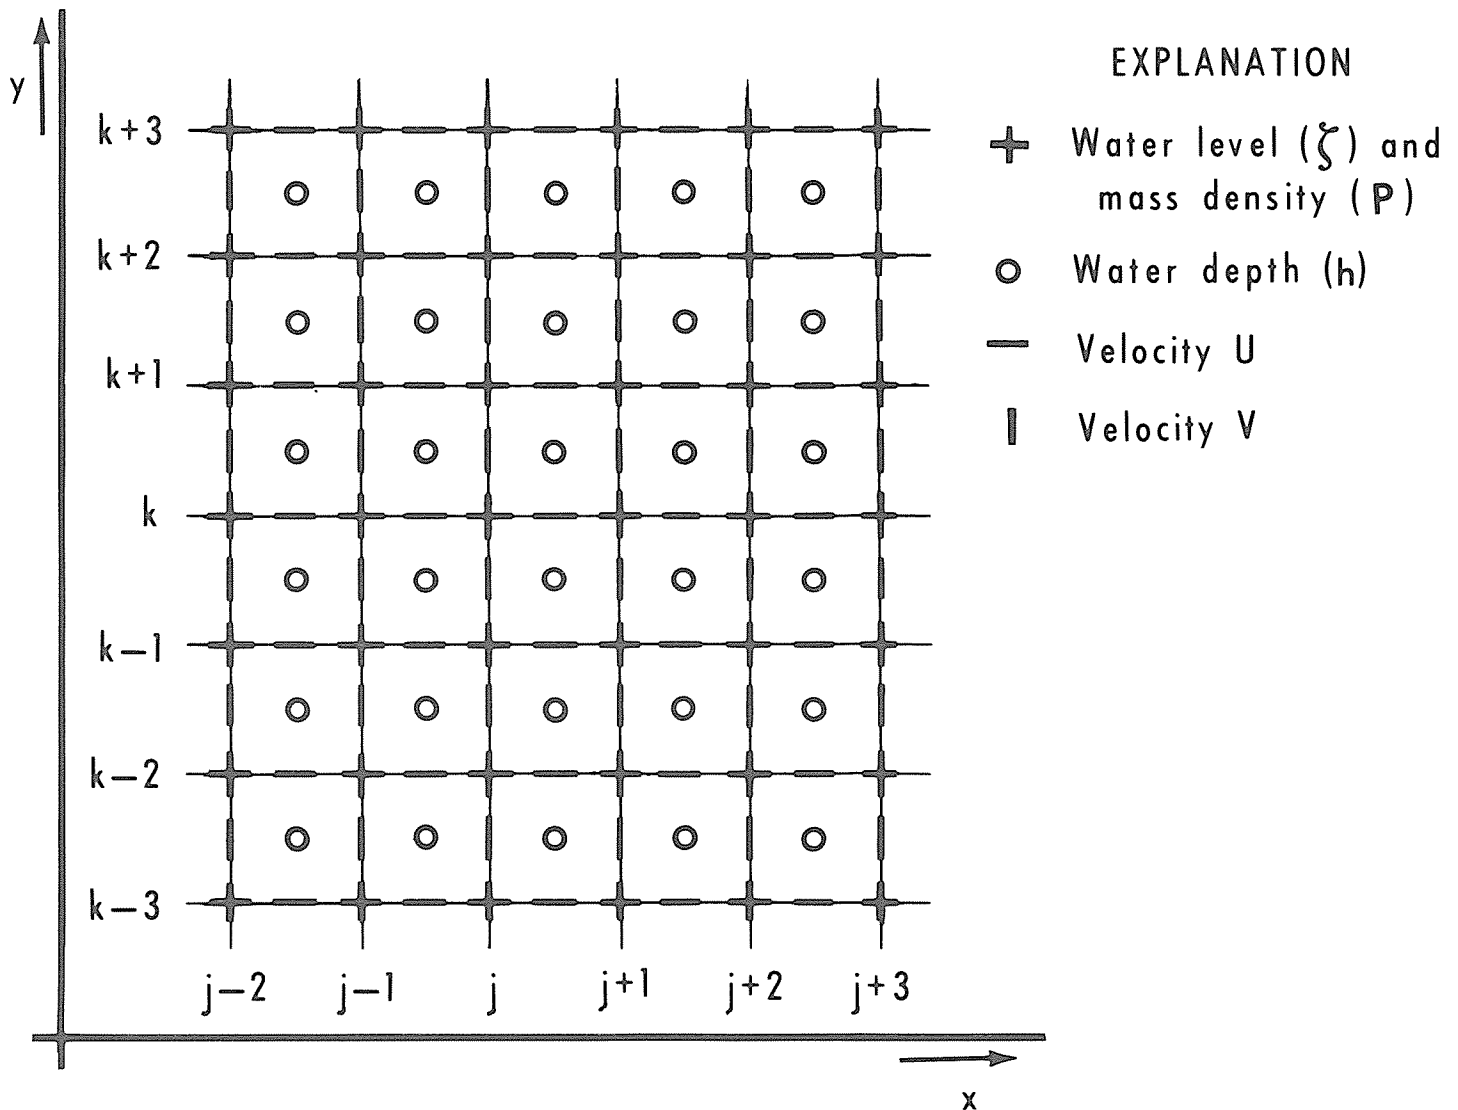 y
k+3
k+2
k+1
k
k–1
k–2
k–3
j–2 j–1 j j+1 j+2 j+3
x
EXPLANATION
Water level (ζ) and
mass density (P)
Water depth (h)
Velocity U
Velocity V